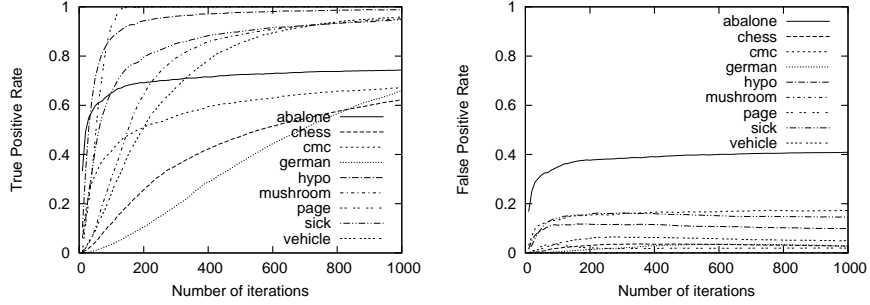 1
0.8
0.6
0.4
0.2
0
True Positive Rate
abalone
chess
cmc
german
hypo
mushroom
page
sick
vehicle
0 200 400 600 800 1000
Number of iterations
1
0.8
0.6
0.4
0.2
0
False Positive Rate
abalone
chess
cmc
german
hypo
mushroom
page
sick
vehicle
0 200 400 600 800 1000
Number of iterations